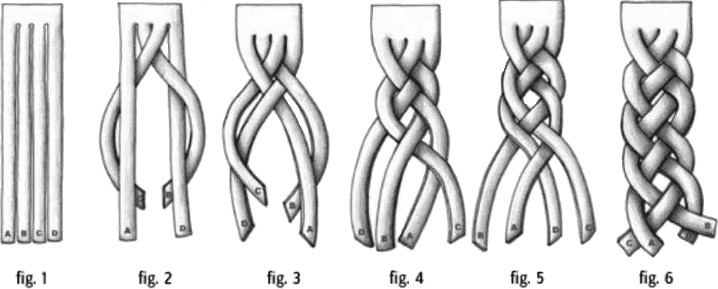 A B C D
A B D
C D B A
D B A C
B A D C
C A B
fig. 1 fig. 2 fig. 3 fig. 4 fig. 5 fig. 6